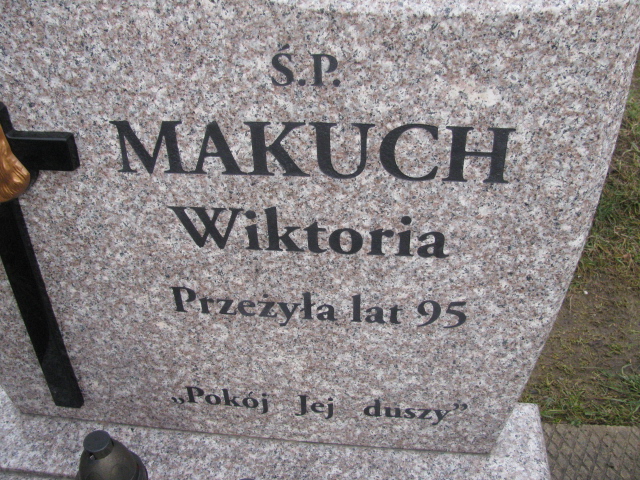 Ś.P.
MAKUCH
Wiktoria
Przeżyła lat 95
„Pokój Jej duszy”